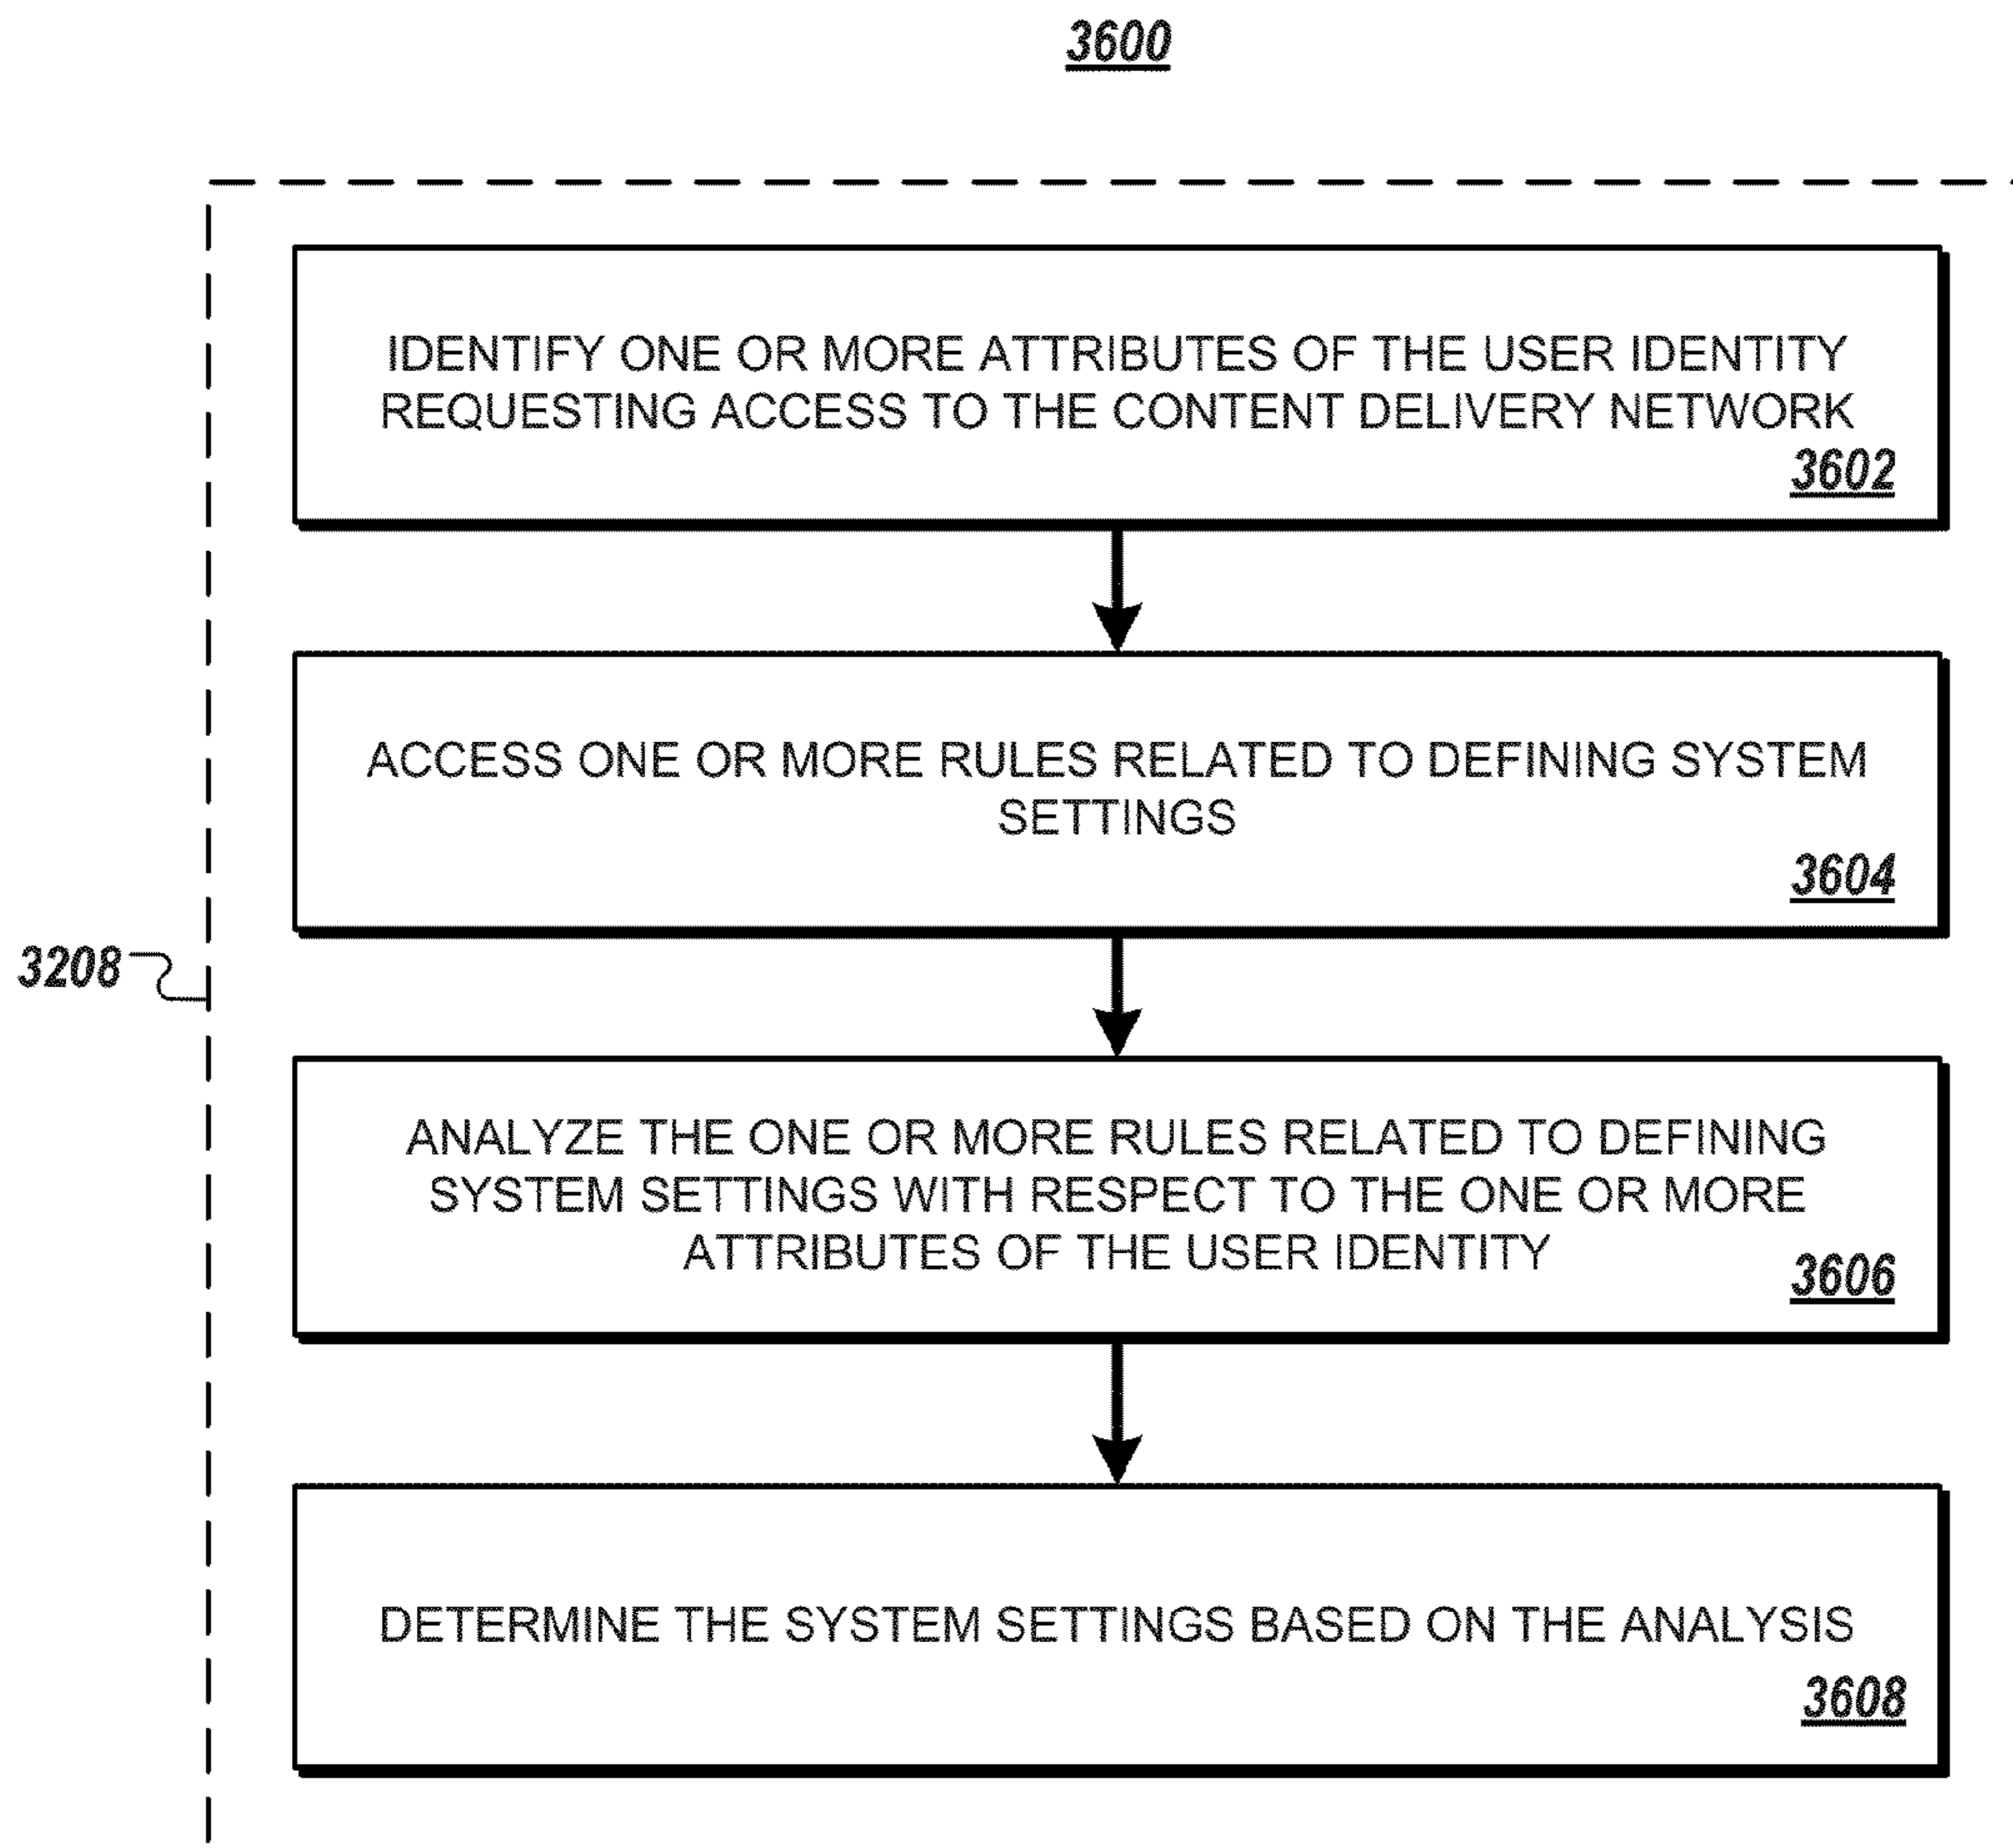 3600
IDENTIFY ONE OR MORE ATTRIBUTES OF THE USER IDENTITY
REQUESTING ACCESS TO THE CONTENT DELIVERY NETWORK
3602
ACCESS ONE OR MORE RULES RELATED TO DEFINING SYSTEM
SETTINGS
3604
3208
ANALYZE THE ONE OR MORE RULES RELATED TO DEFINING
SYSTEM SETTINGS WITH RESPECT TO THE ONE OR MORE
ATTRIBUTES OF THE USER IDENTITY
3606
DETERMINE THE SYSTEM SETTINGS BASED ON THE ANALYSIS
3608